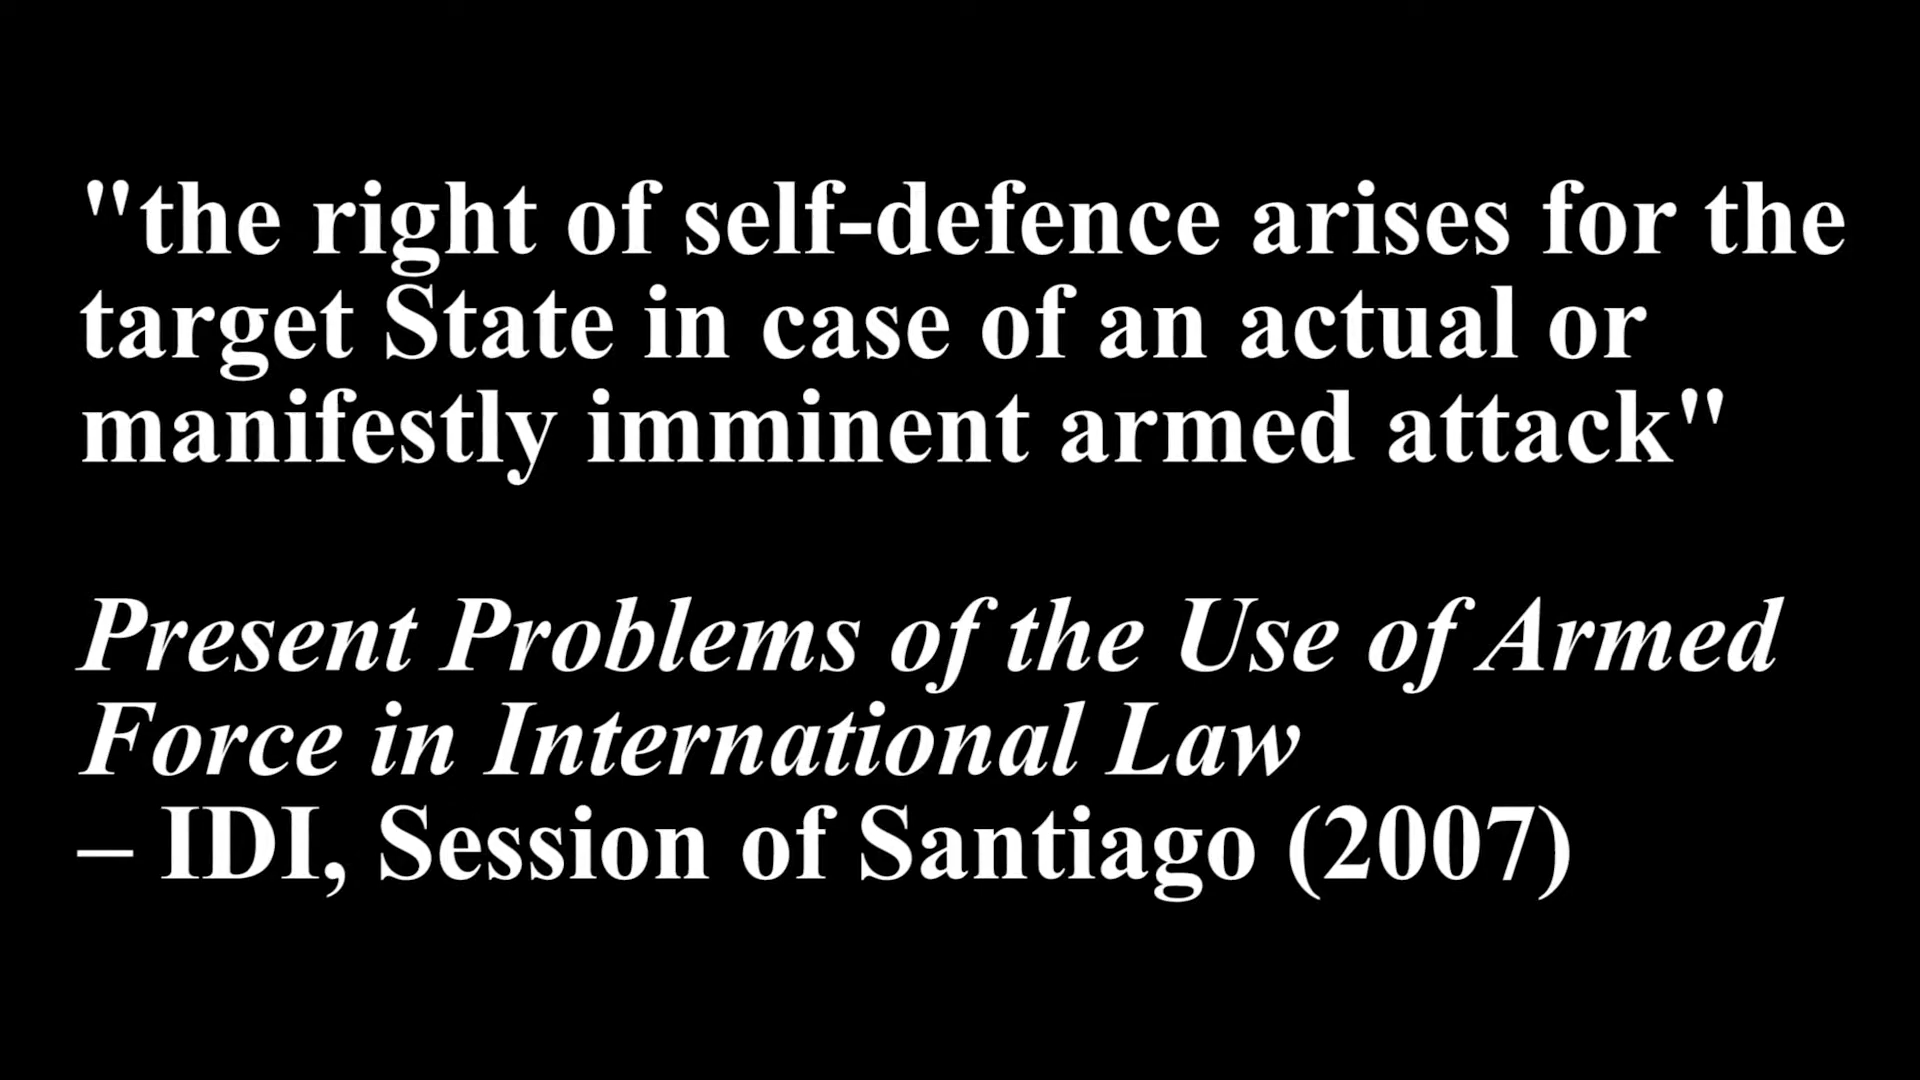 "the right of self-defence arises for the
target State in case of an actual or
manifestly imminent armed attack"
Present Problems of the Use of Armed
Force in International Law
– IDI, Session of Santiago (2007)